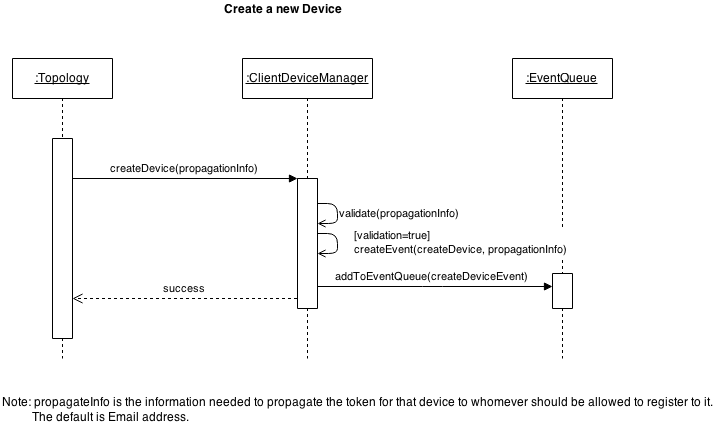 Create a new Device
:Topology
:ClientDeviceManager
:EventQueue
createDevice(propagationInfo)
validate(propagationInfo)
[validation=true]
createEvent(createDevice, propagationInfo)
addToEventQueue(createDeviceEvent)
success
Note: propagateInfo is the information needed to propagate the token for that device to whomever should be allowed to register to it.
The default is Email address.